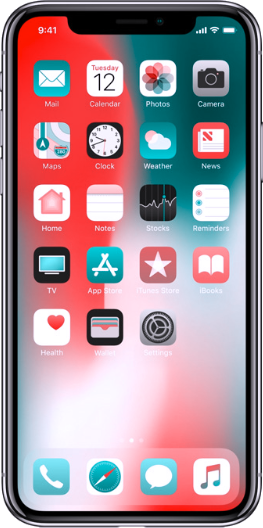 9:41
Mail Calendar Photos Camera
Tuesday
12
Maps Clock Weather News
280
Home Notes Stocks Reminders
TV App Store iTunes Store iBooks
Health Wallet Settings